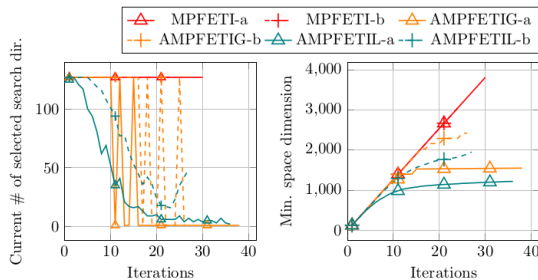 MPFETI-a MPFETI-b AMPFETIG-a
AMPFETIG-b AMPFETIL-a AMPFETIL-b
Current # of selected search dir.
100
50
0
0 10 20 30 40
Iterations
Min. space dimension
4,000
3,000
2,000
1,000
0
0 10 20 30 40
Iterations